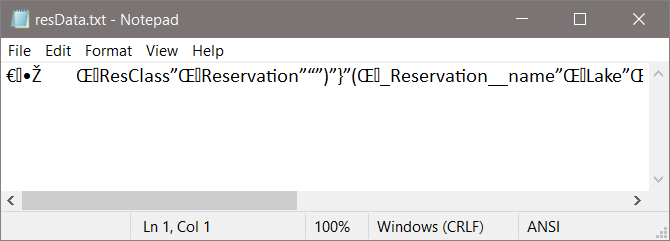 resData.txt - Notepad
File Edit Format View Help
€▯•Ž ŒResClass”Œ▯Reservation”“”)”}”(Œ▯_Reservation__name”Œ▯Lake”Œ
Ln 1, Col 1 100% Windows (CRLF) ANSI